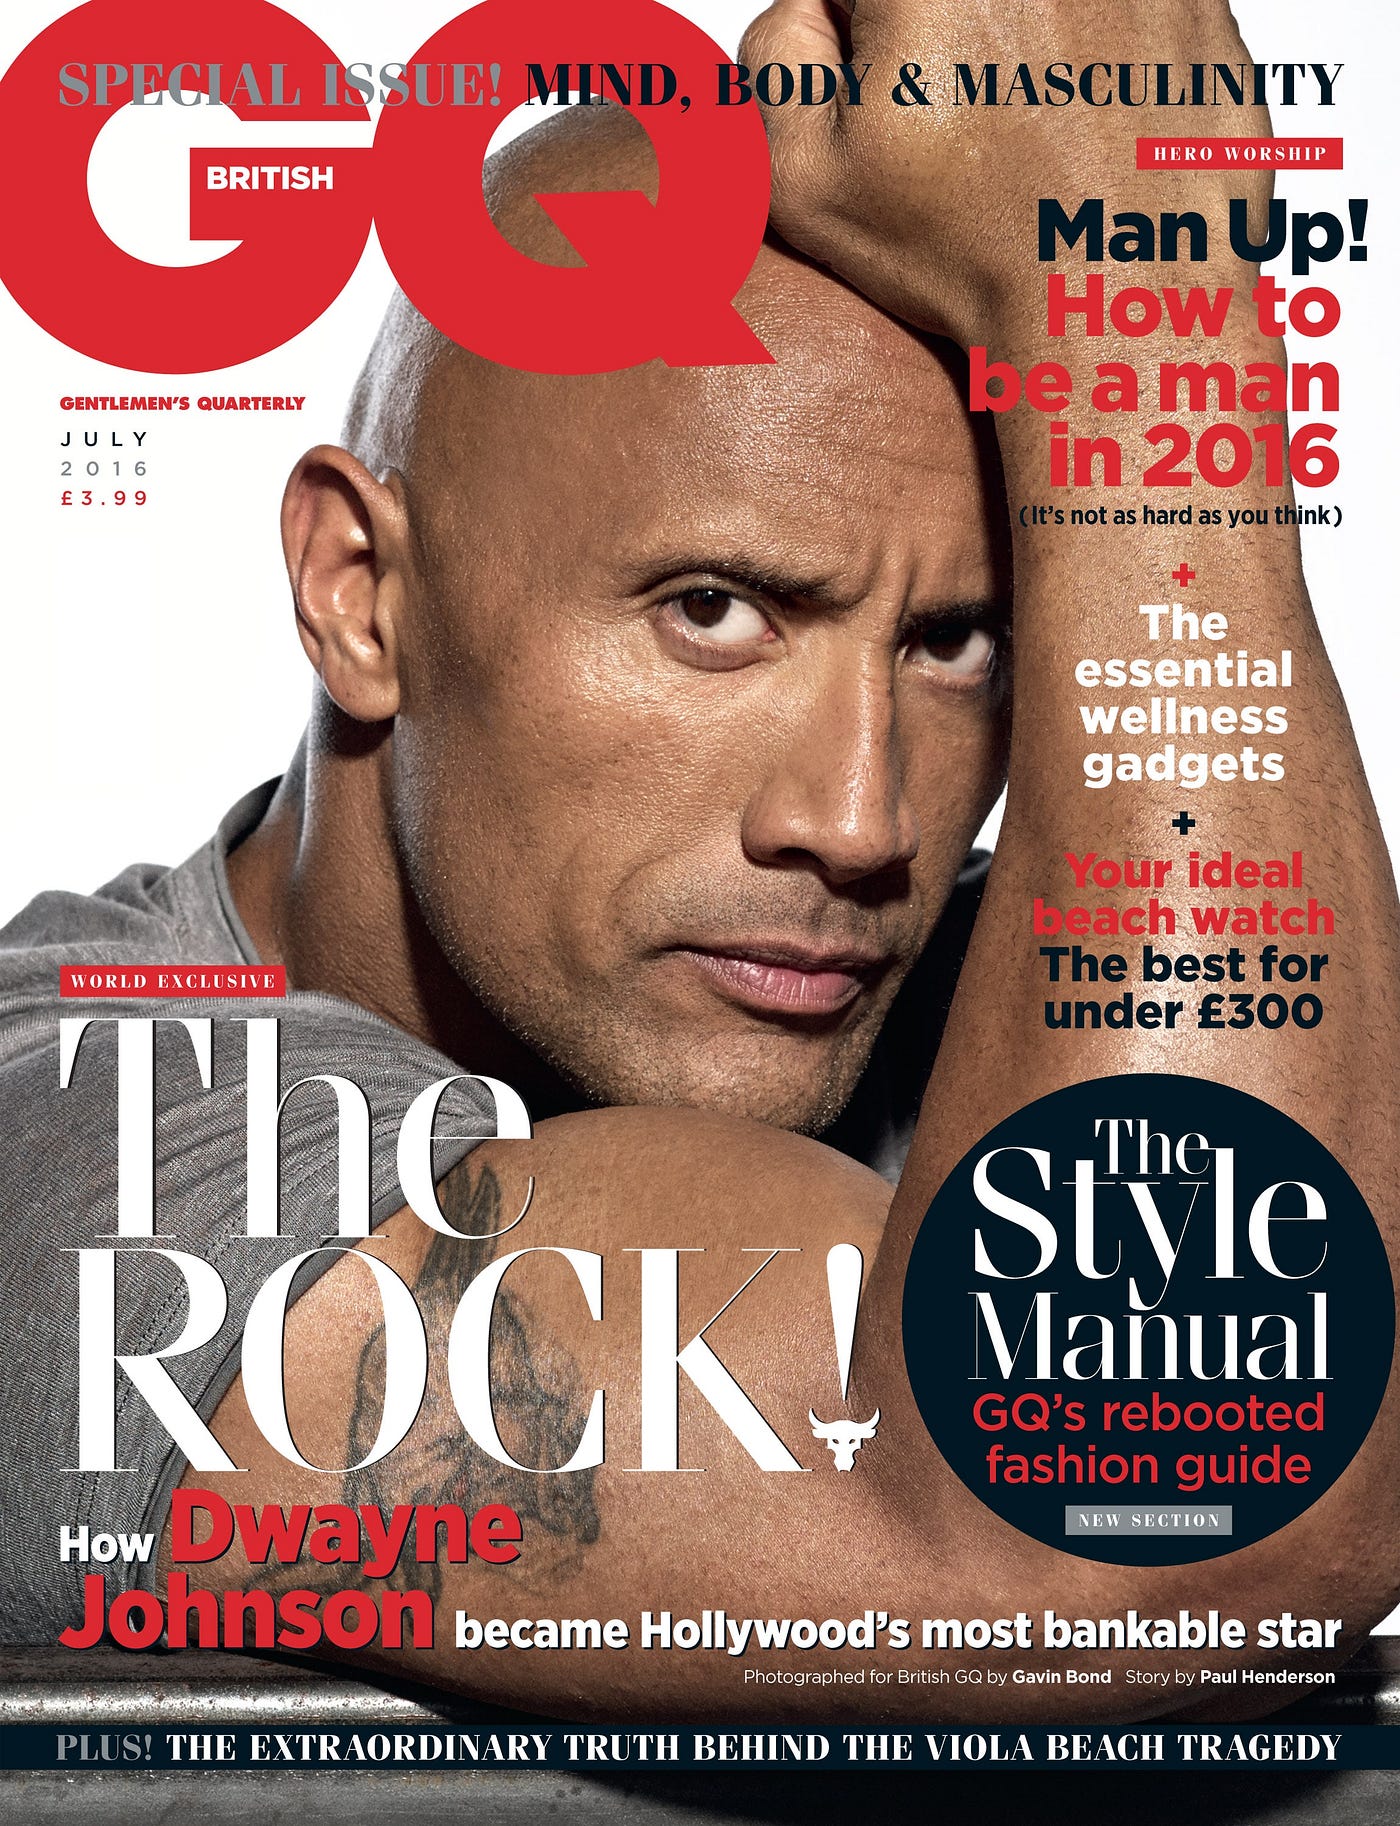 SPECIAL ISSUE! MIND, BODY & MASCULINITY
GQ
BRITISH
GENTLEMEN'S QUARTERLY
JULY
2016
£3.99
HERO WORSHIP
Man Up!
How to
be a man
in 2016
(It's not as hard as you think)
+
The
essential
wellness
gadgets
+
Your ideal
beach watch
The best for
under £300
WORLD EXCLUSIVE
The
ROCK!
How Dwayne
Johnson became Hollywood's most bankable star
Photographed for British GQ by Gavin Bond Story by Paul Henderson
The
Style
Manual
GQ's rebooted
fashion guide
NEW SECTION
PLUS! THE EXTRAORDINARY TRUTH BEHIND THE VIOLA BEACH TRAGEDY